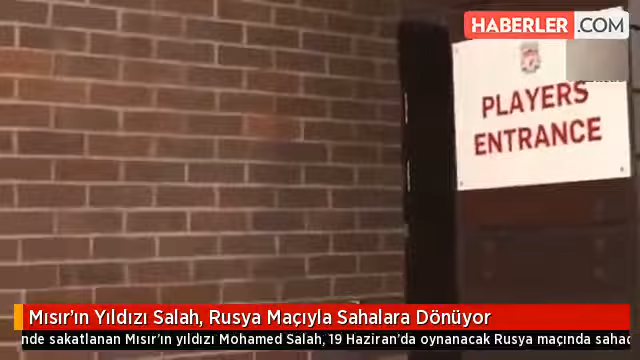 HABERLER.COM
PLAYERS
ENTRANCE
Mısır'ın Yıldızı Salah, Rusya Maçıyla Sahalara Dönüyor
nde sakatlanan Mısır'ın yıldızı Mohamed Salah, 19 Haziran'da oynanacak Rusya maçında sahad